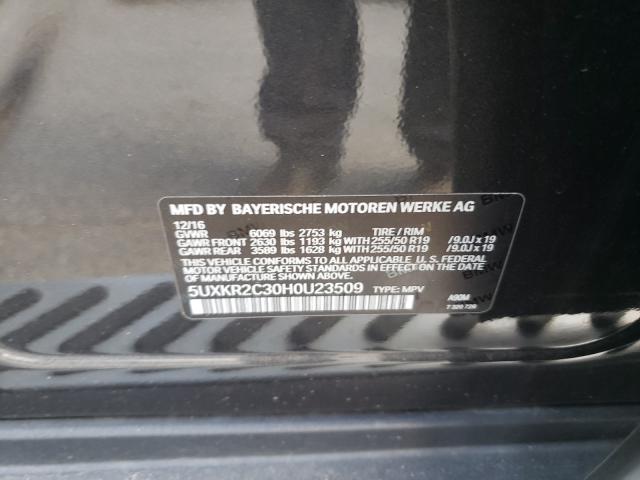 MFD BY BAYERISCHE MOTOREN WERKE AG
12/16
GVWR 6069 lbs 2753 kg TIRE / RIM
GAWR FRONT 2630 lbs 1193 kg WITH 255/50 R19 /9.0J x 19
GAWR REAR 3589 lbs 1628 kg WITH 255/50 R19 /9.0J x 19
THIS VEHICLE CONFORMS TO ALL APPLICABLE U. S. FEDERAL
MOTOR VEHICLE SAFETY STANDARDS IN EFFECT ON THE DATE
OF MANUFACTURE SHOWN ABOVE.
5UXKR2C30H0U23509 TYPE: MPV
A90M